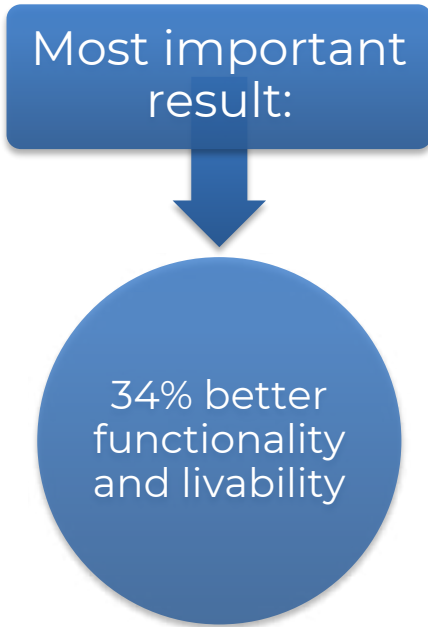 Most important
result:
34% better
functionality
and livability